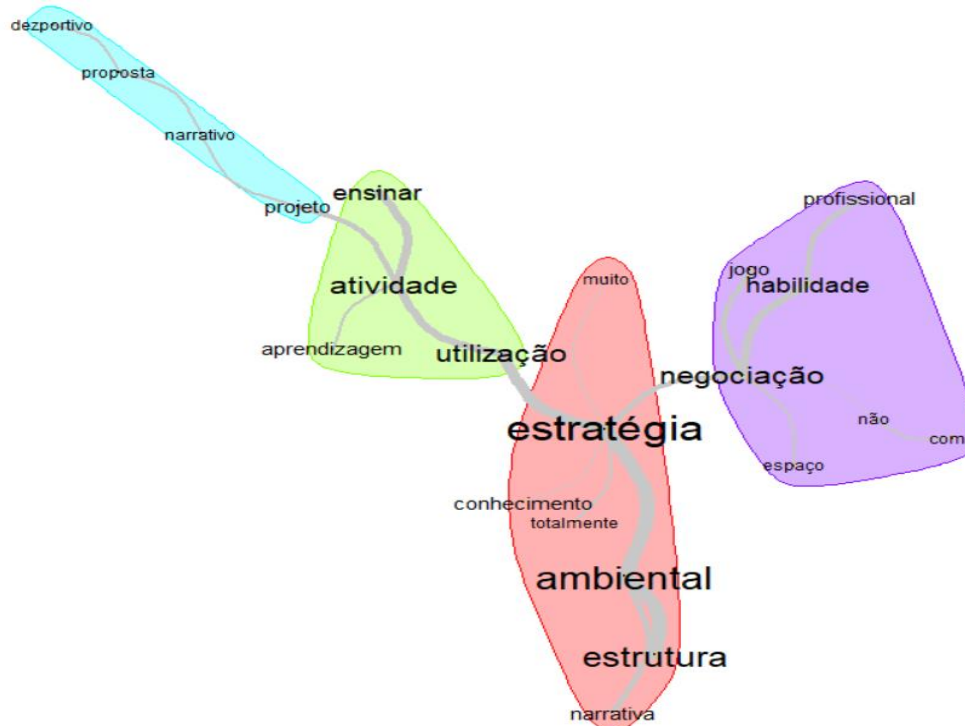 dezportivo
proposta
narrativo
projeto
ensinar
profissional
muito
jogo
habilidade
atividade
aprendizagem
utilização
negociação
estratégia
não
com
espaço
conhecimento
totalmente
ambiental
estrutura
narrativa